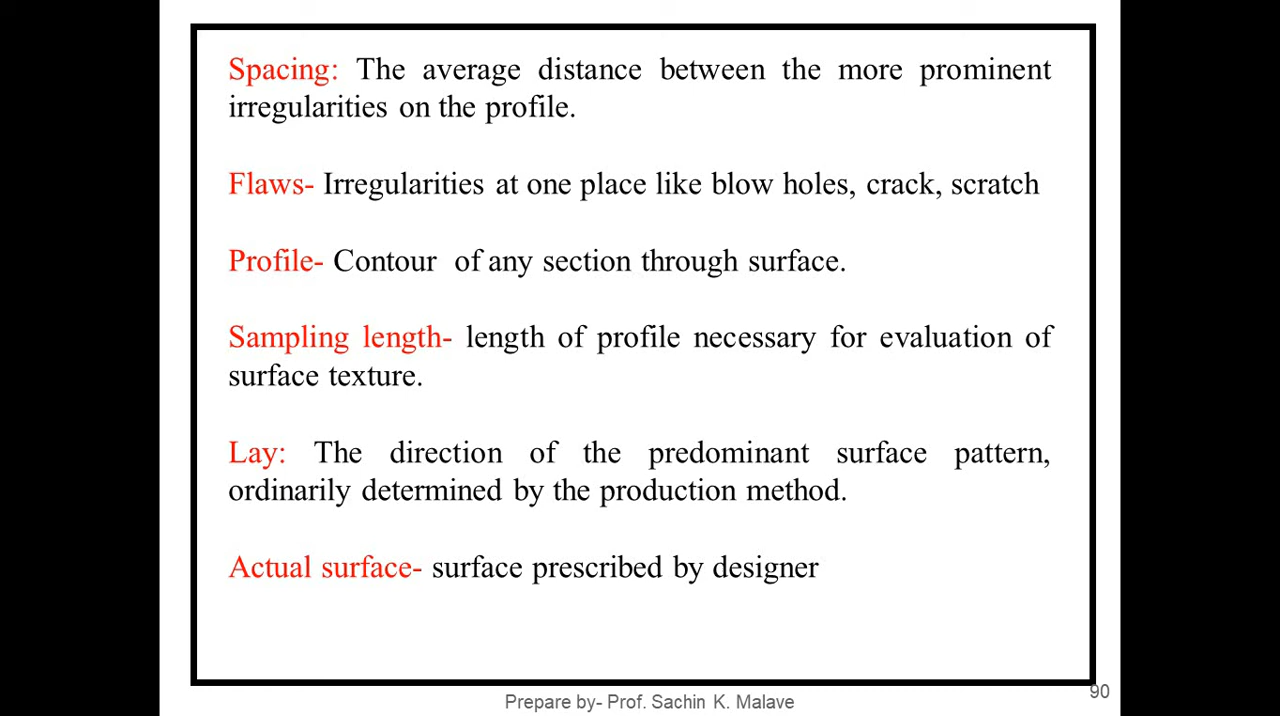 Spacing: The average distance between the more prominent
irregularities on the profile.
Flaws- Irregularities at one place like blow holes, crack, scratch
Profile- Contour of any section through surface.
Sampling length- length of profile necessary for evaluation of
surface texture.
Lay: The direction of the predominant surface pattern,
ordinarily determined by the production method.
Actual surface- surface prescribed by designer
90
Prepare by- Prof. Sachin K. Malave